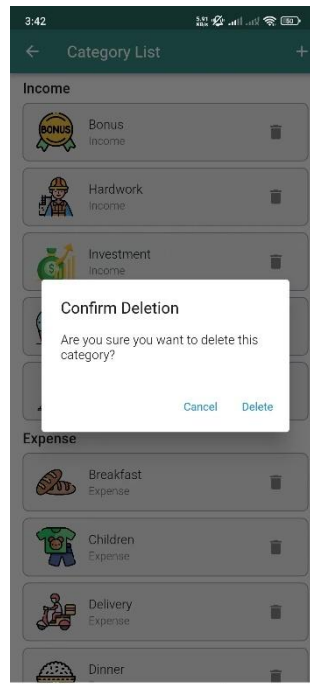 3:42
Category List
Income
BONUS
Bonus
Income
Hardwork
Income
Investment
Income
Confirm Deletion
Are you sure you want to delete this
category?
Cancel Delete
Expense
Breakfast
Expense
Children
Expense
Delivery
Expense
Dinner